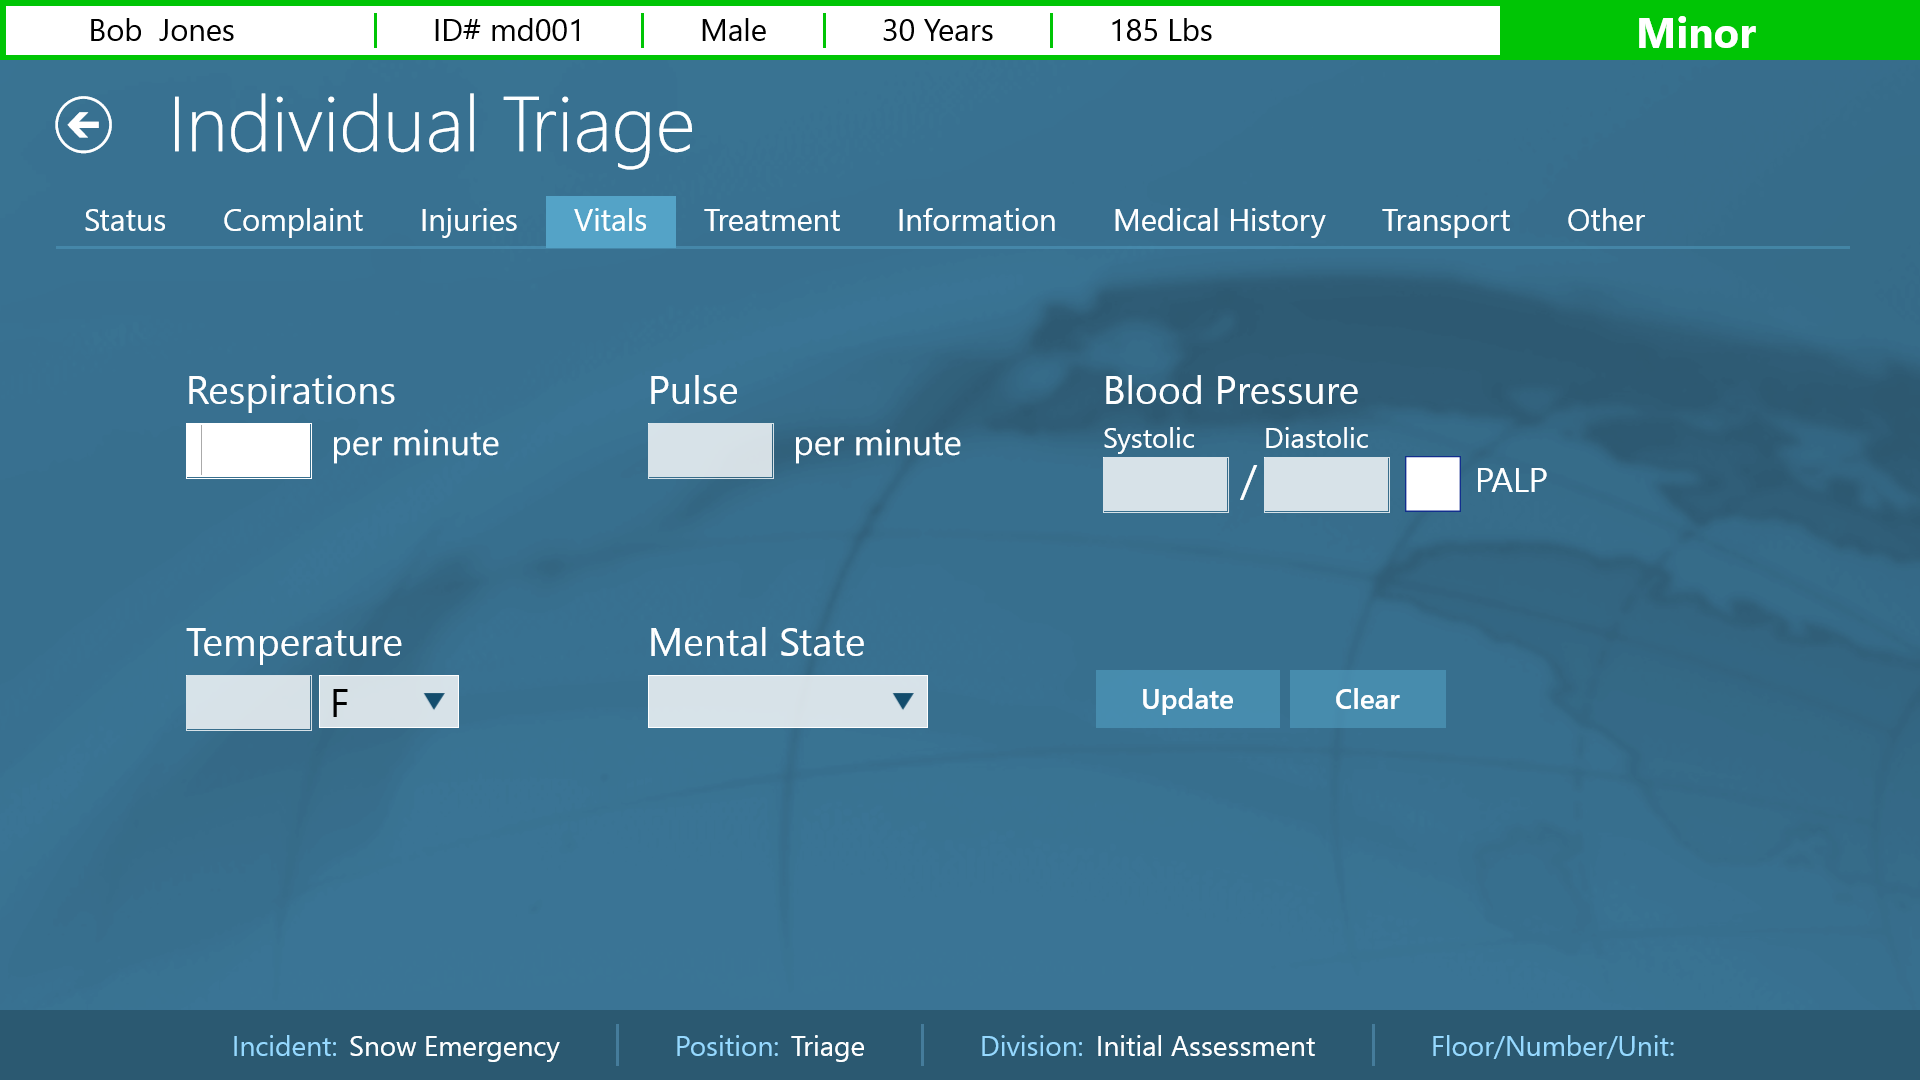 Bob Jones ID# md001 Male 30 Years 185 Lbs Minor
Individual Triage
Status Complaint Injuries Vitals Treatment Information Medical History Transport Other
Respirations Pulse Blood Pressure
Systolic Diastolic
per minute per minute / PALP
Temperature Mental State
F Update Clear
Incident: Snow Emergency Position: Triage Division: Initial Assessment Floor/Number/Unit: